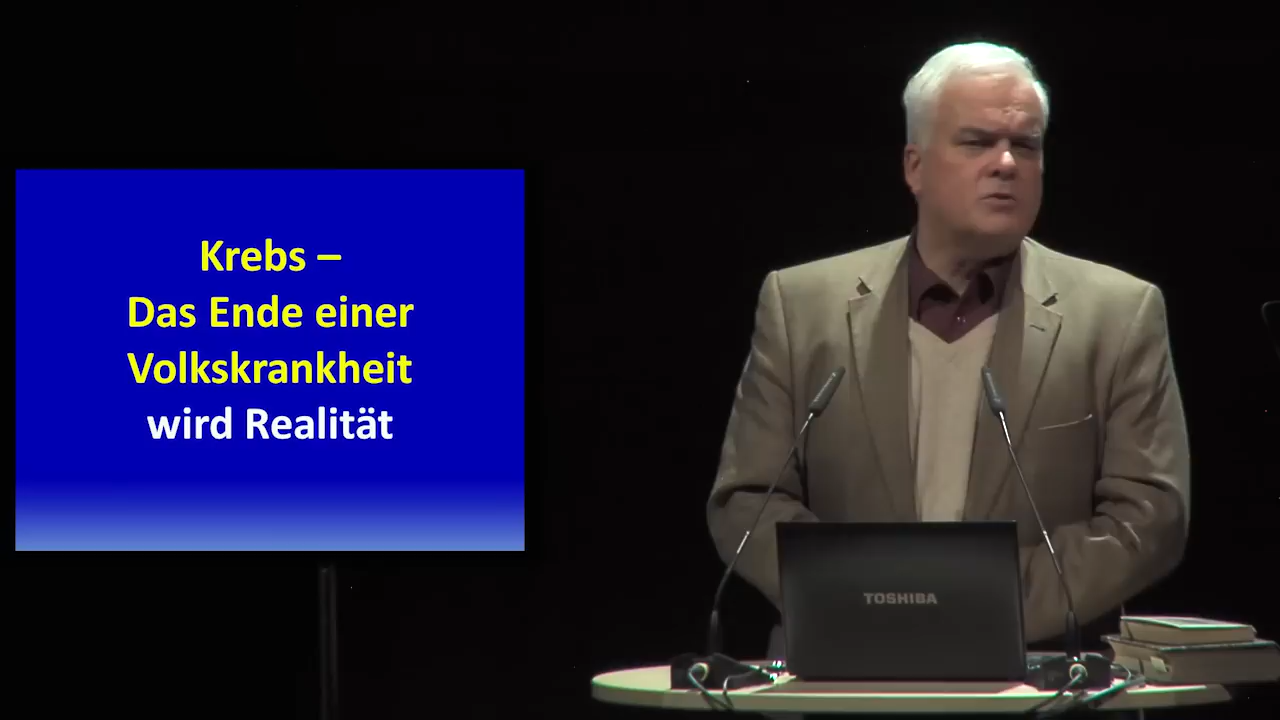 Krebs –
Das Ende einer
Volkskrankheit
wird Realität
TOSHIBA